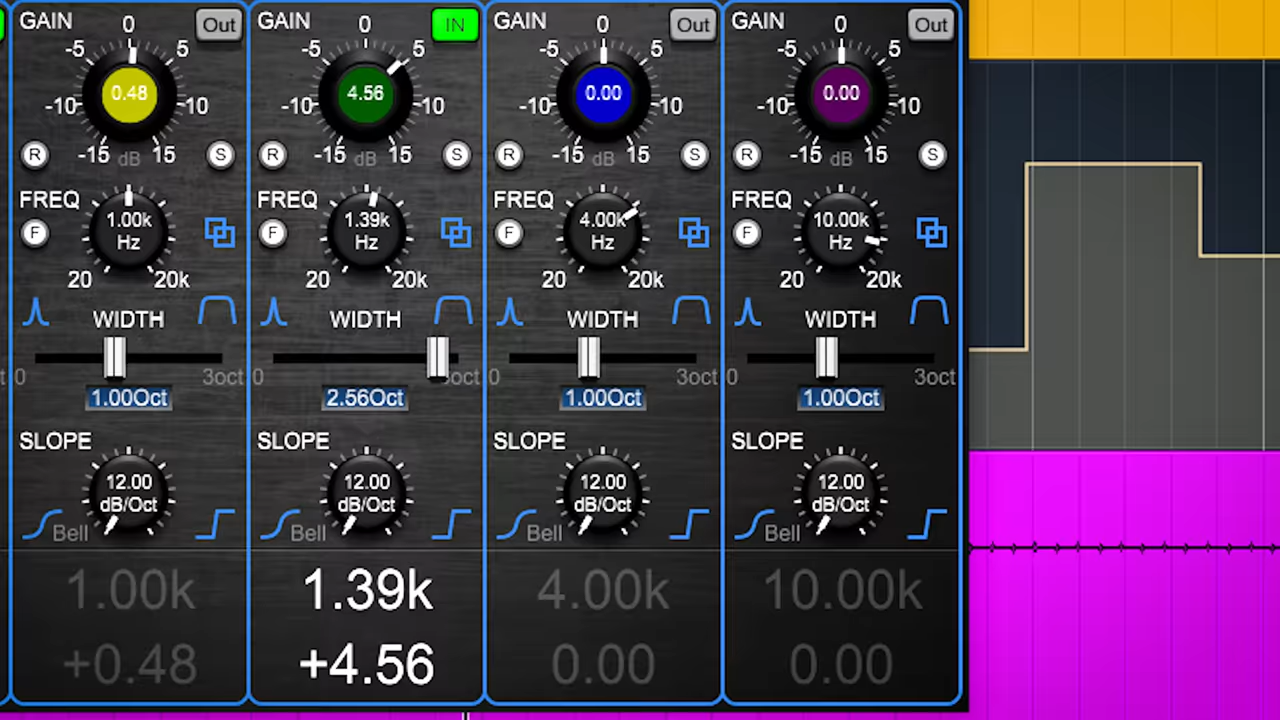 GAIN 0 Out
-5 5
0.48
-10 10
R -15 dB 15 S
FREQ
1.00k
F Hz
20 20k
WIDTH
0 3oct
1.00Oct
SLOPE
12.00
dB/Oct
Bell
1.00k
+0.48
GAIN 0 IN
-5 5
4.56
-10 10
R -15 dB 15 S
FREQ
1.39k
F Hz
20 20k
WIDTH
0 oct
2.56Oct
SLOPE
12.00
dB/Oct
Bell
1.39k
+4.56
GAIN 0 Out
-5 5
0.00
-10 10
R -15 dB 15 S
FREQ
4.00k
F Hz
20 20k
WIDTH
0 3oct
1.00Oct
SLOPE
12.00
dB/Oct
Bell
4.00k
0.00
GAIN 0 Out
-5 5
0.00
-10 10
R -15 dB 15 S
FREQ
10.00k
F Hz
20 20k
WIDTH
0 3oct
1.00Oct
SLOPE
12.00
dB/Oct
Bell
10.00k
0.00